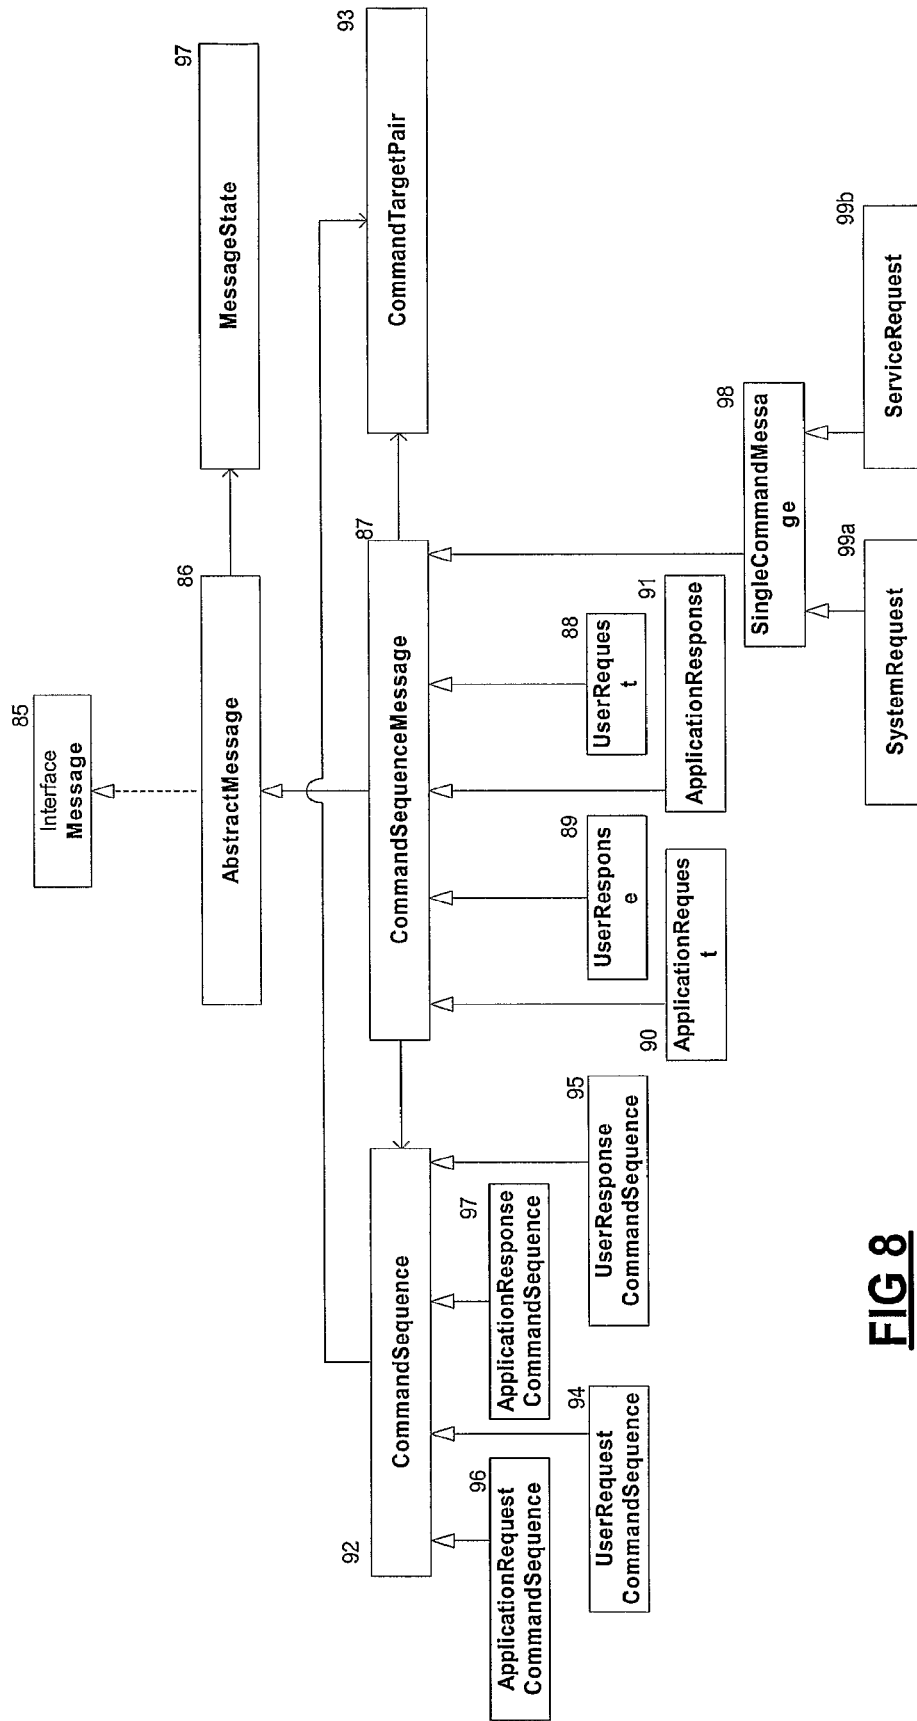 85
Interface
Message
86
AbstractMessage
97
MessageState
93
CommandTargetPair
92
CommandSequence
87
CommandSequenceMessage
96
ApplicationRequest
CommandSequence
97
ApplicationResponse
CommandSequence
94
UserRequest
CommandSequence
95
UserResponse
CommandSequence
89
UserRespons
e
88
UserReques
t
90
ApplicationReques
t
91
ApplicationResponse
98
SingleCommandMessa
ge
99a
SystemRequest
99b
ServiceRequest
FIG 8